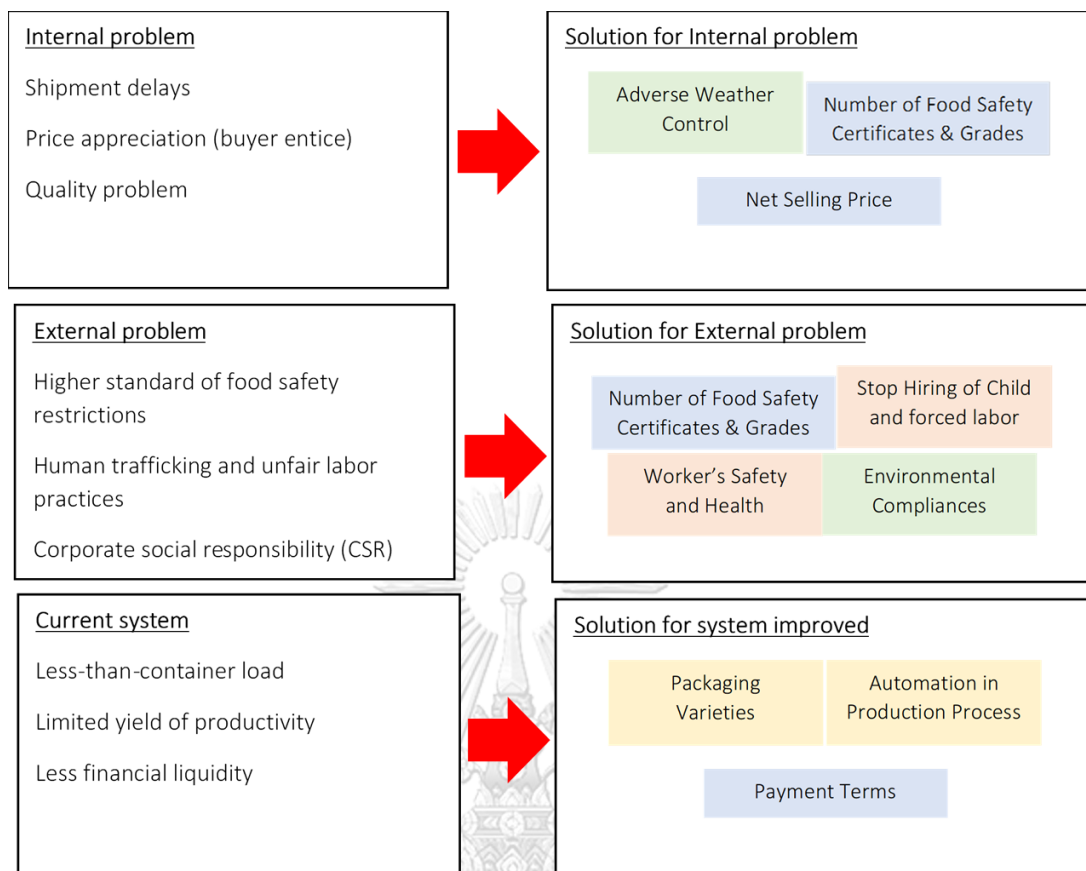 Internal problem
Shipment delays
Price appreciation (buyer entice)
Quality problem
Solution for Internal problem
Adverse Weather
Control
Number of Food Safety
Certificates & Grades
Net Selling Price
External problem
Higher standard of food safety
restrictions
Human trafficking and unfair labor
practices
Corporate social responsibility (CSR)
Solution for External problem
Number of Food Safety
Certificates & Grades
Stop Hiring of Child
and forced labor
Worker’s Safety
and Health
Environmental
Compliances
Current system
Less-than-container load
Limited yield of productivity
Less financial liquidity
Solution for system improved
Packaging
Varieties
Automation in
Production Process
Payment Terms